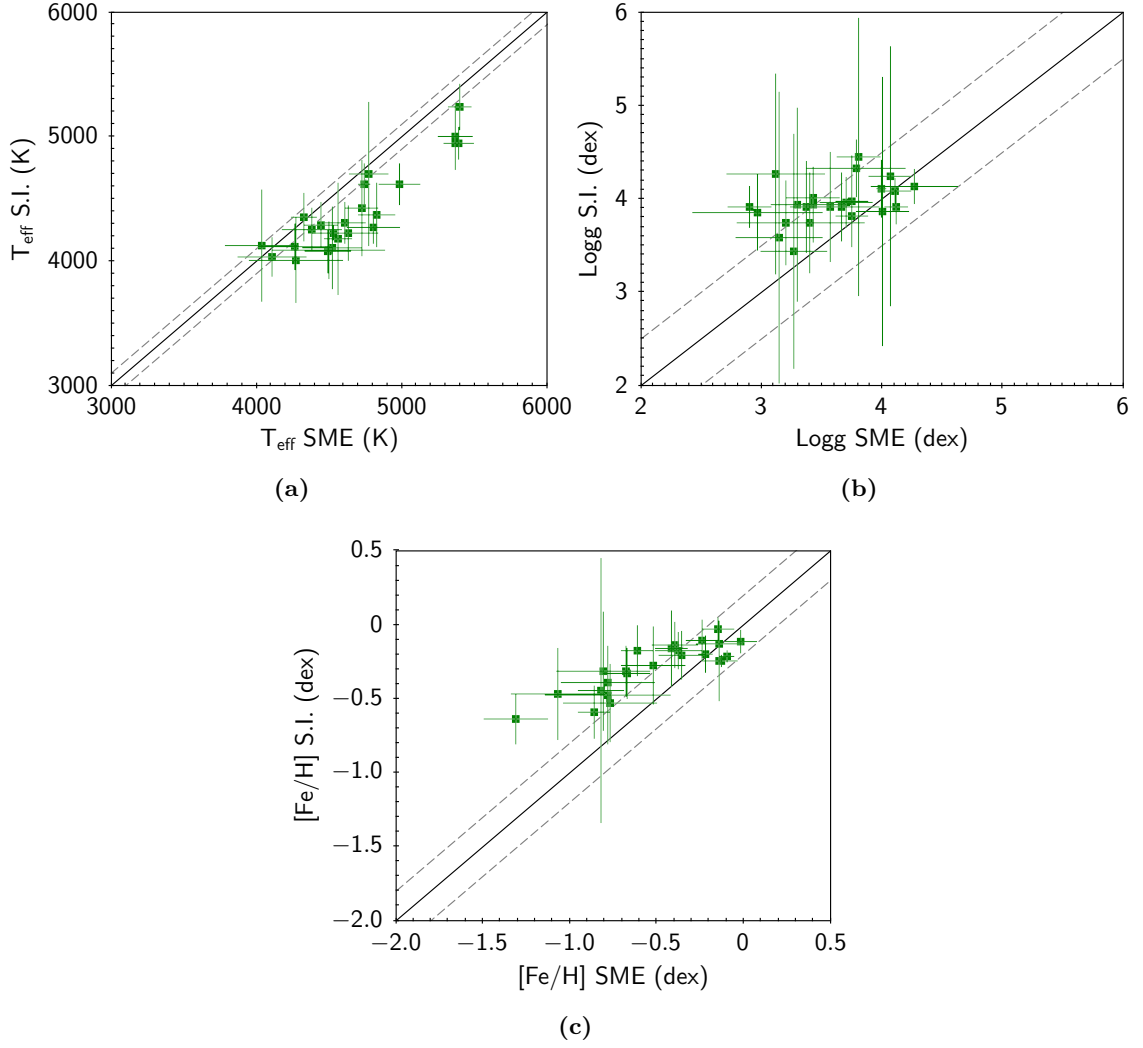 6000
5000
4000
3000
T_eff S.I. (K)
3000 4000 5000 6000
T_eff SME (K)
(a)
6
5
4
3
2
Logg S.I. (dex)
2 3 4 5 6
Logg SME (dex)
(b)
0.5
0
−0.5
−1.0
−1.5
−2.0
[Fe/H] S.I. (dex)
−2.0 −1.5 −1.0 −0.5 0 0.5
[Fe/H] SME (dex)
(c)